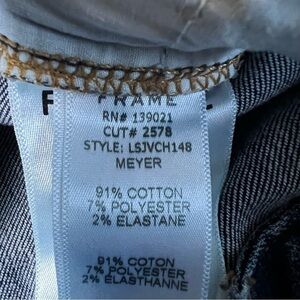 F
FRAME
RN# 139021
CUT# 2578
STYLE: LSJVCH148
MEYER
91% COTTON
7% POLYESTER
2% ELASTANE
91% COTON
7% POLYESTER
2% ELASTHANNE